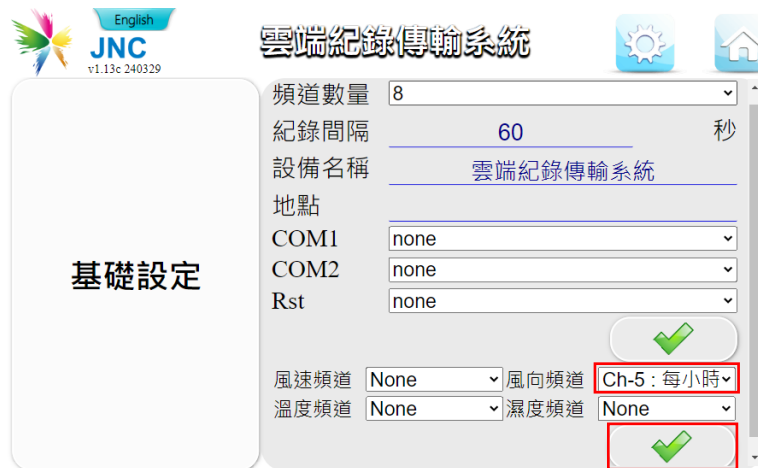 English
JNC
v1.13c 240329
雲端紀錄傳輸系統
基礎設定
頻道數量 8
紀錄間隔 60 秒
設備名稱 雲端紀錄傳輸系統
地點
COM1 none
COM2 none
Rst none
風速頻道 None 風向頻道 Ch-5 : 每小時
溫度頻道 None 濕度頻道 None